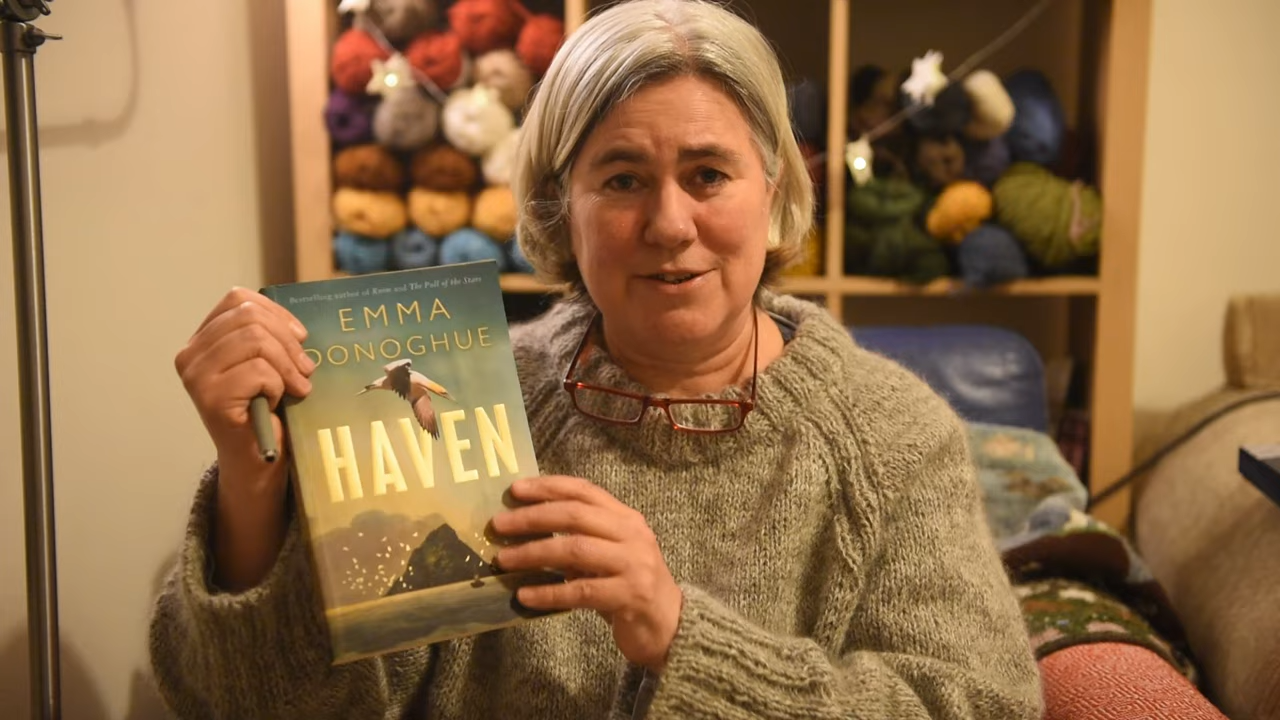 Bestselling author of Room and The Pull of the Stars
EMMA
DONOGHUE
HAVEN